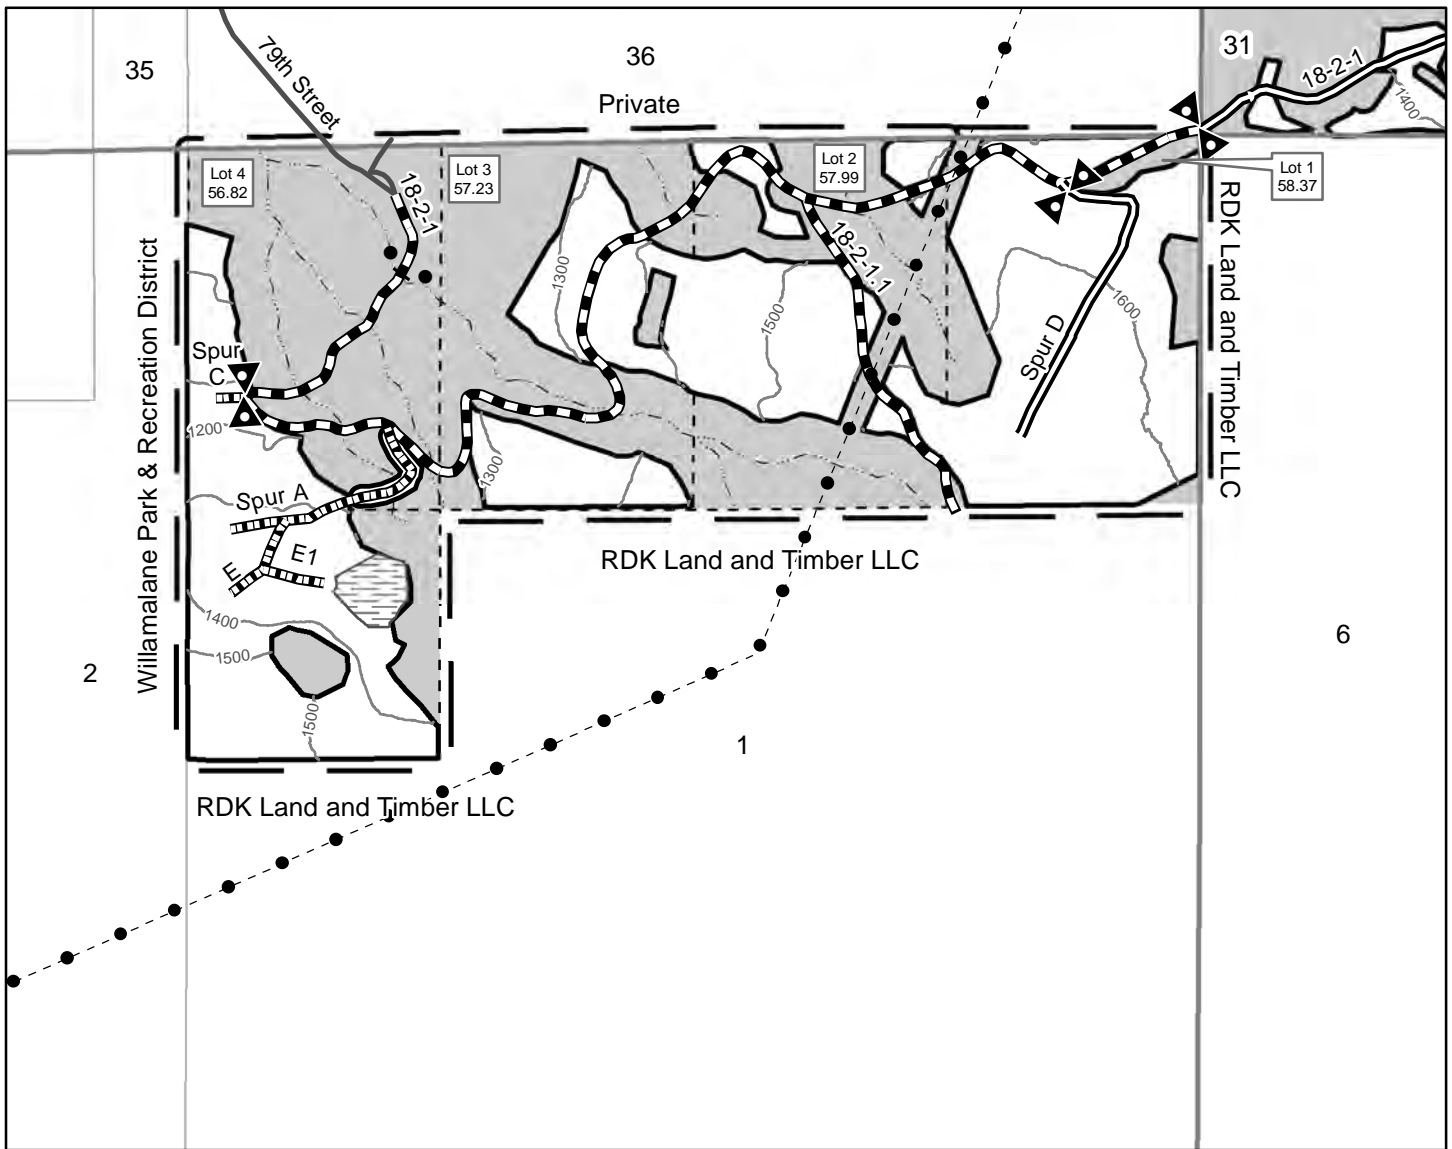 35
36
31
79th Street
Private
18-2-1
1400
Lot 4
56.82
Lot 3
57.23
Lot 2
57.99
Lot 1
58.37
18-2-1
18-2-1.1
RDK Land and Timber LLC
Willamalane Park & Recreation District
1300
1500
1600
Spur D
Spur
C
1200
1300
Spur A
E1
E
RDK Land and Timber LLC
1400
1500
1500
2
6
1
RDK Land and Timber LLC